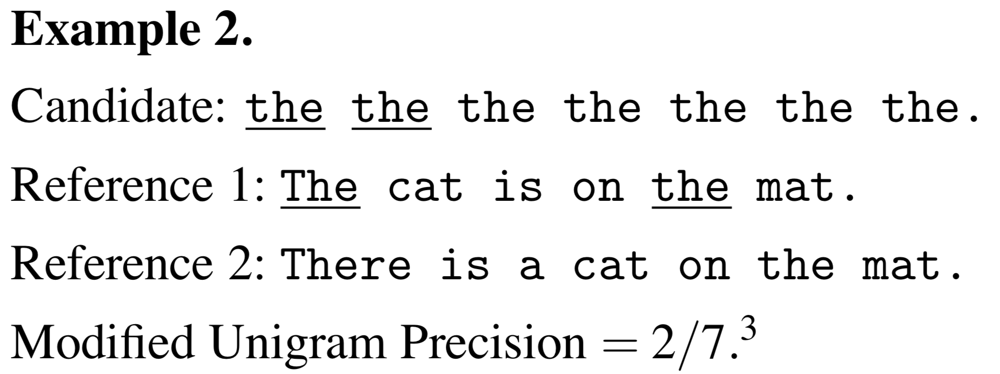 Example 2.
Candidate: the the the the the the the.
Reference 1: The cat is on the mat.
Reference 2: There is a cat on the mat.
Modified Unigram Precision = 2/7.³